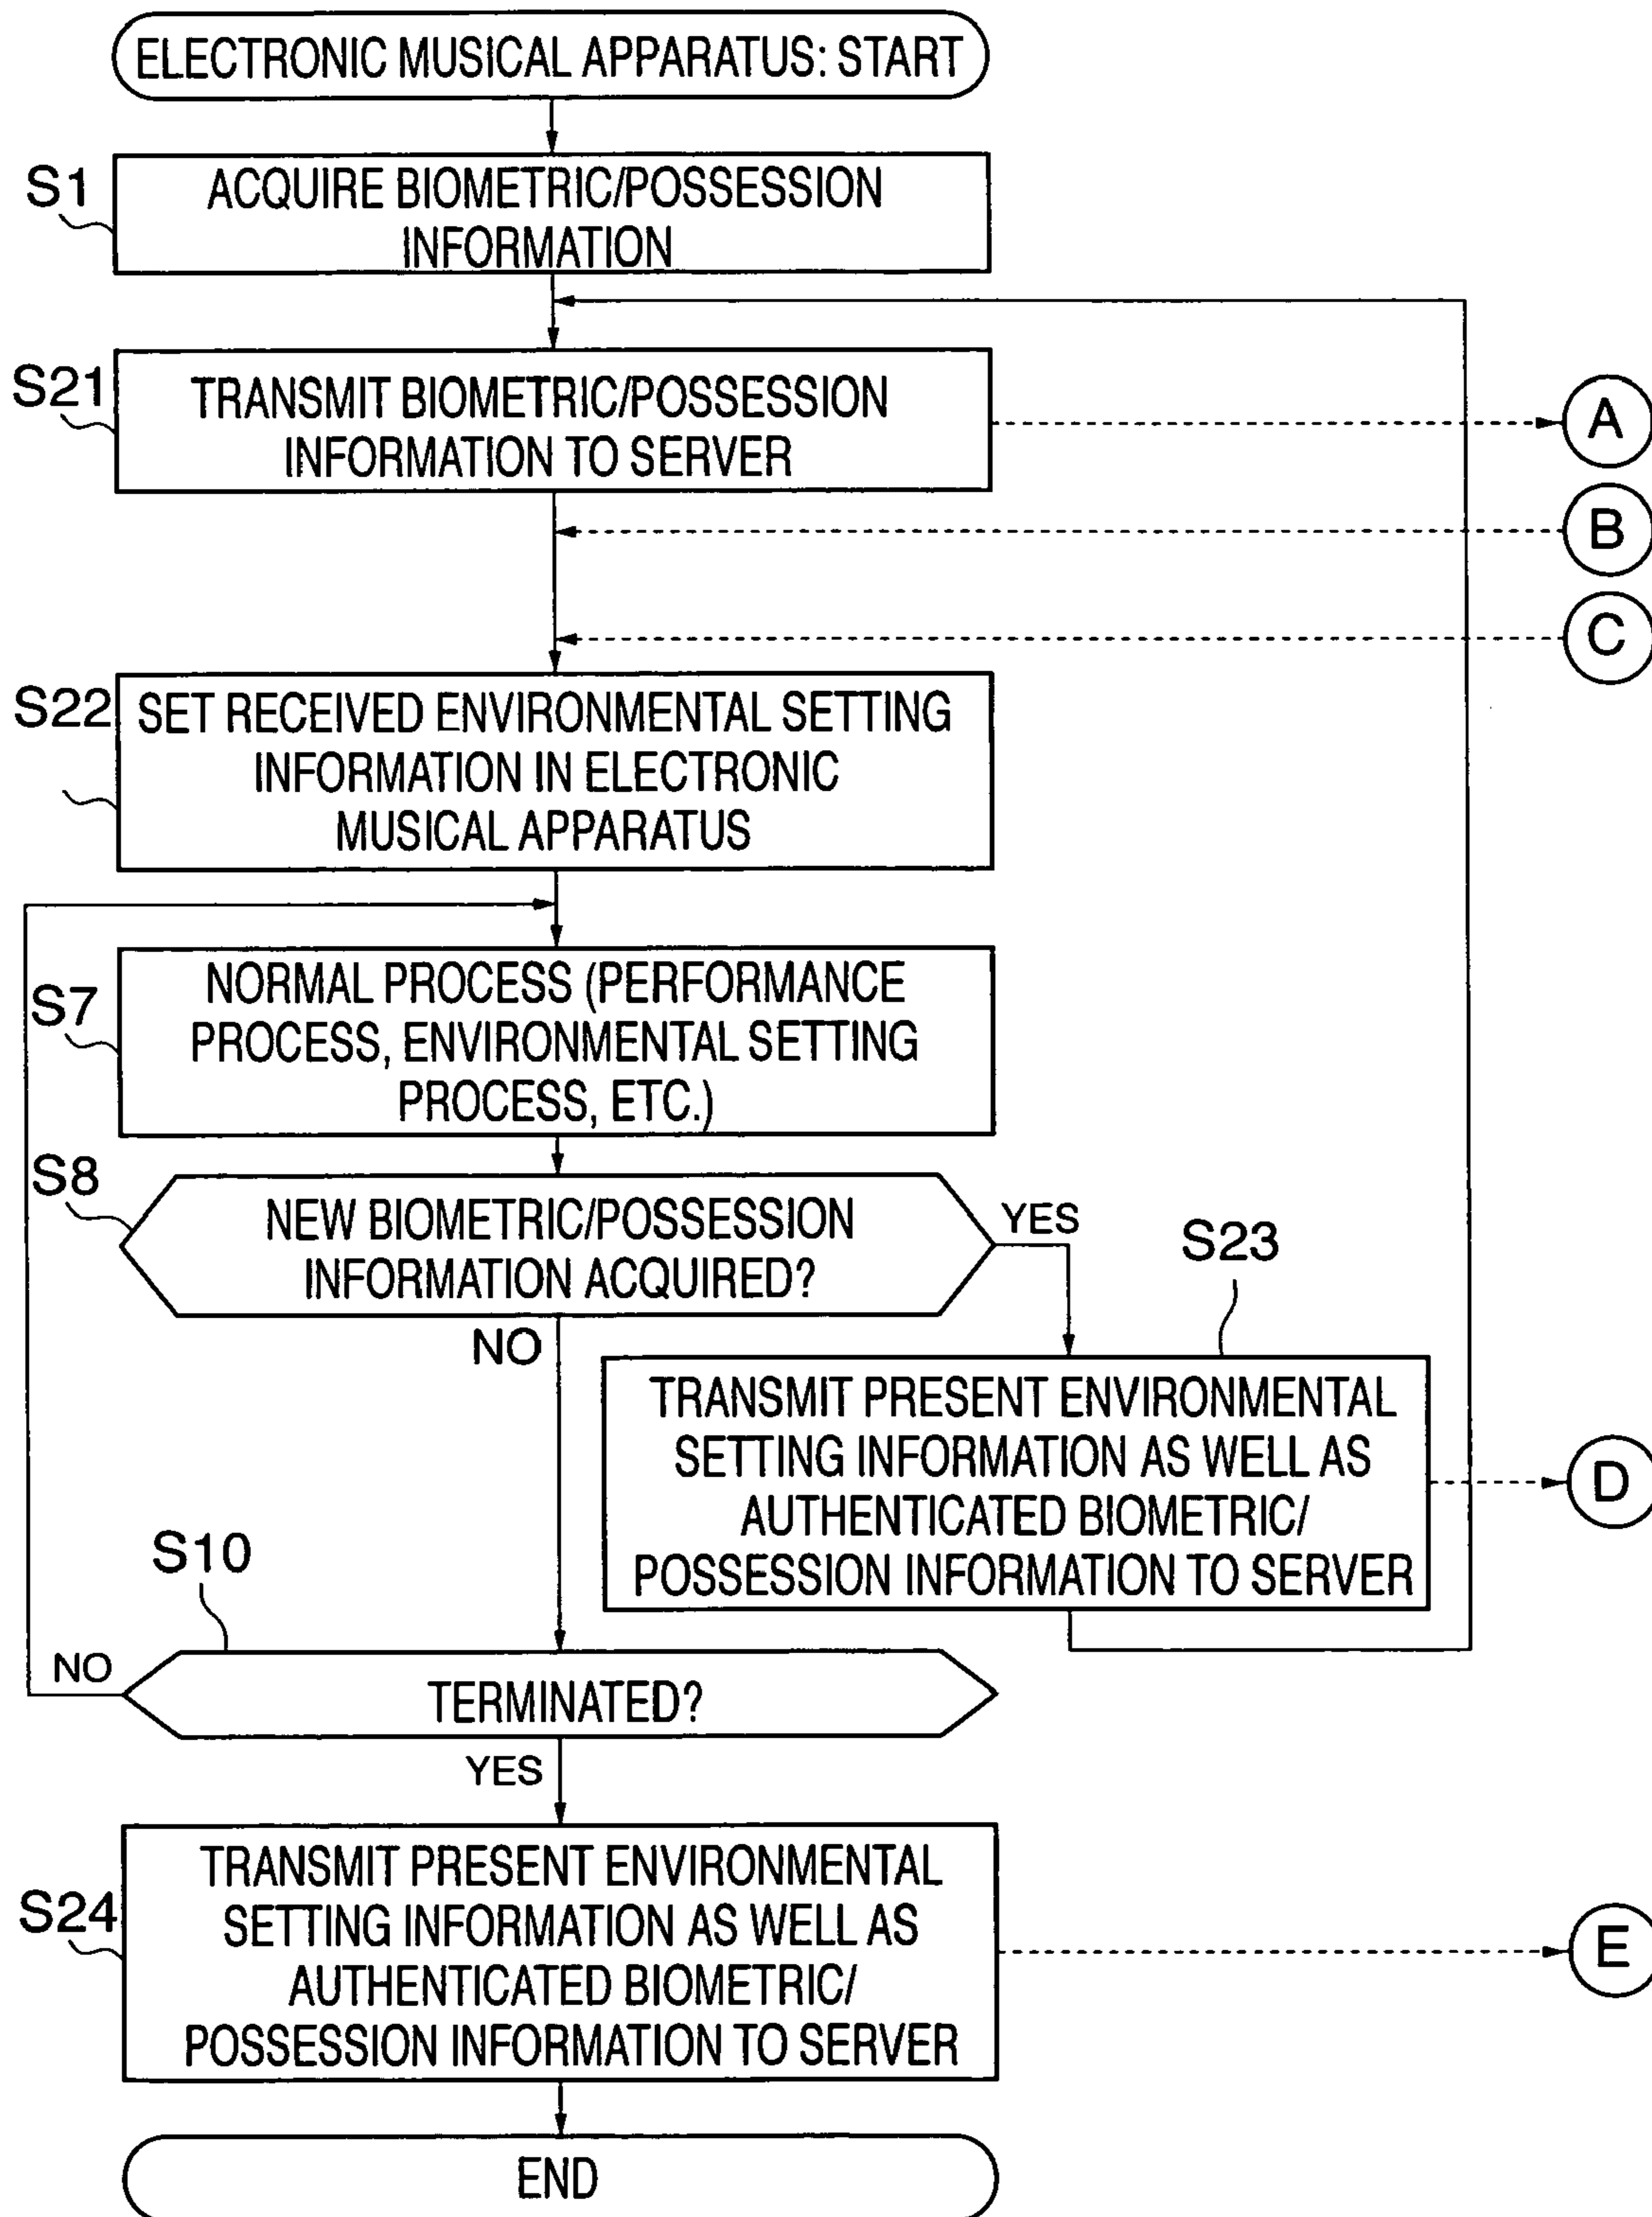 ELECTRONIC MUSICAL APPARATUS: START
S1
ACQUIRE BIOMETRIC/POSSESSION
INFORMATION
S21
TRANSMIT BIOMETRIC/POSSESSION
INFORMATION TO SERVER
A
B
C
S22
SET RECEIVED ENVIRONMENTAL SETTING
INFORMATION IN ELECTRONIC
MUSICAL APPARATUS
S7
NORMAL PROCESS (PERFORMANCE
PROCESS, ENVIRONMENTAL SETTING
PROCESS, ETC.)
S8
NEW BIOMETRIC/POSSESSION
INFORMATION ACQUIRED?
YES
NO
S23
TRANSMIT PRESENT ENVIRONMENTAL
SETTING INFORMATION AS WELL AS
AUTHENTICATED BIOMETRIC/
POSSESSION INFORMATION TO SERVER
D
S10
NO
TERMINATED?
YES
S24
TRANSMIT PRESENT ENVIRONMENTAL
SETTING INFORMATION AS WELL AS
AUTHENTICATED BIOMETRIC/
POSSESSION INFORMATION TO SERVER
E
END